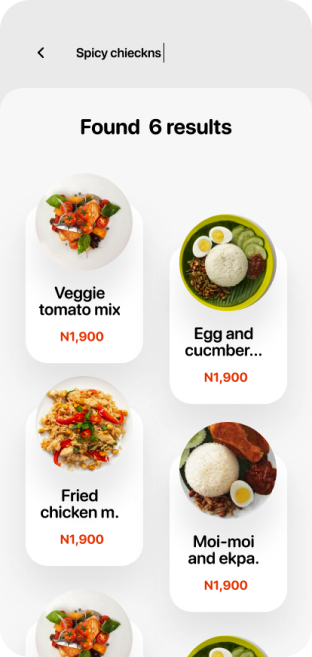 Spicy chieckns
Found 6 results
Veggie
tomato mix
N1,900
Egg and
cucmber...
N1,900
Fried
chicken m.
N1,900
Moi-moi
and ekpa.
N1,900